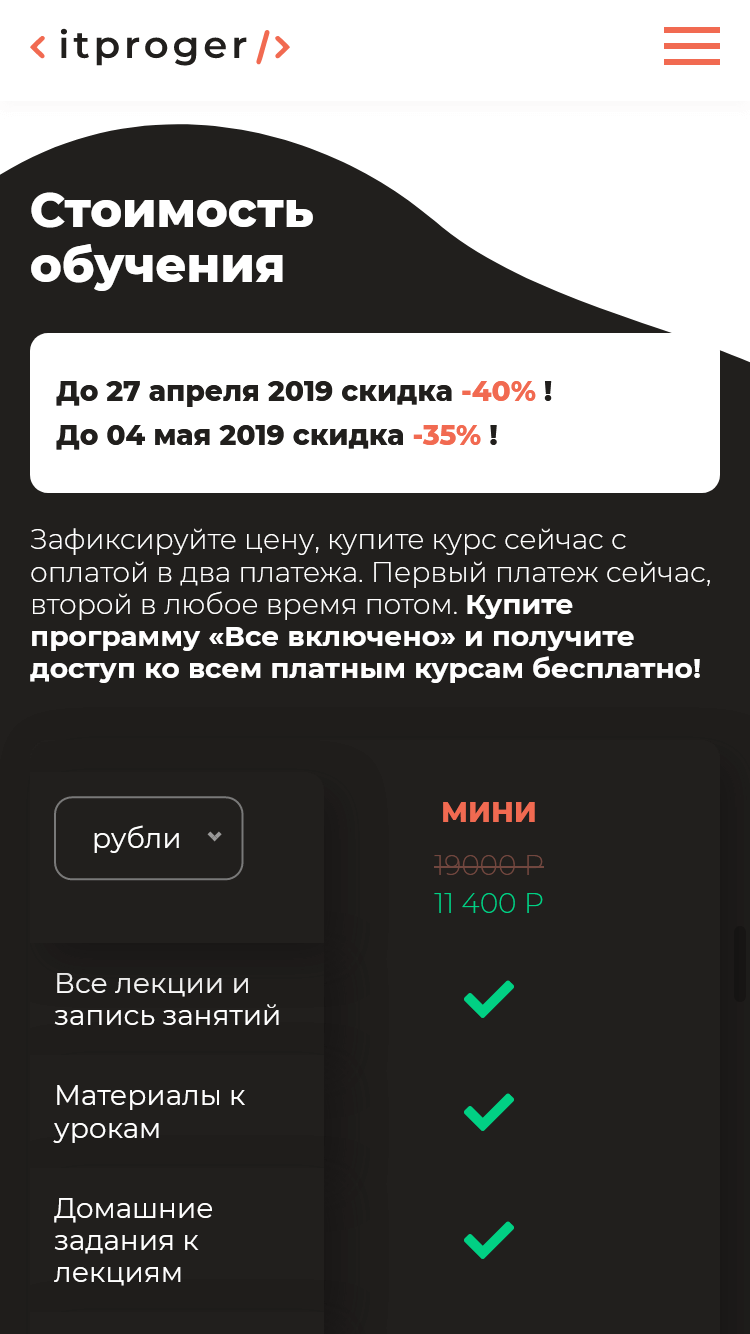 < itproger />
Стоимость
обучения
До 27 апреля 2019 скидка -40% !
До 04 мая 2019 скидка -35% !
Зафиксируйте цену, купите курс сейчас с
оплатой в два платежа. Первый платеж сейчас,
второй в любое время потом. Купите
программу «Все включено» и получите
доступ ко всем платным курсам бесплатно!
рубли
МИНИ
19000 Р
11 400 Р
Все лекции и
запись занятий
Материалы к
урокам
Домашние
задания к
лекциям